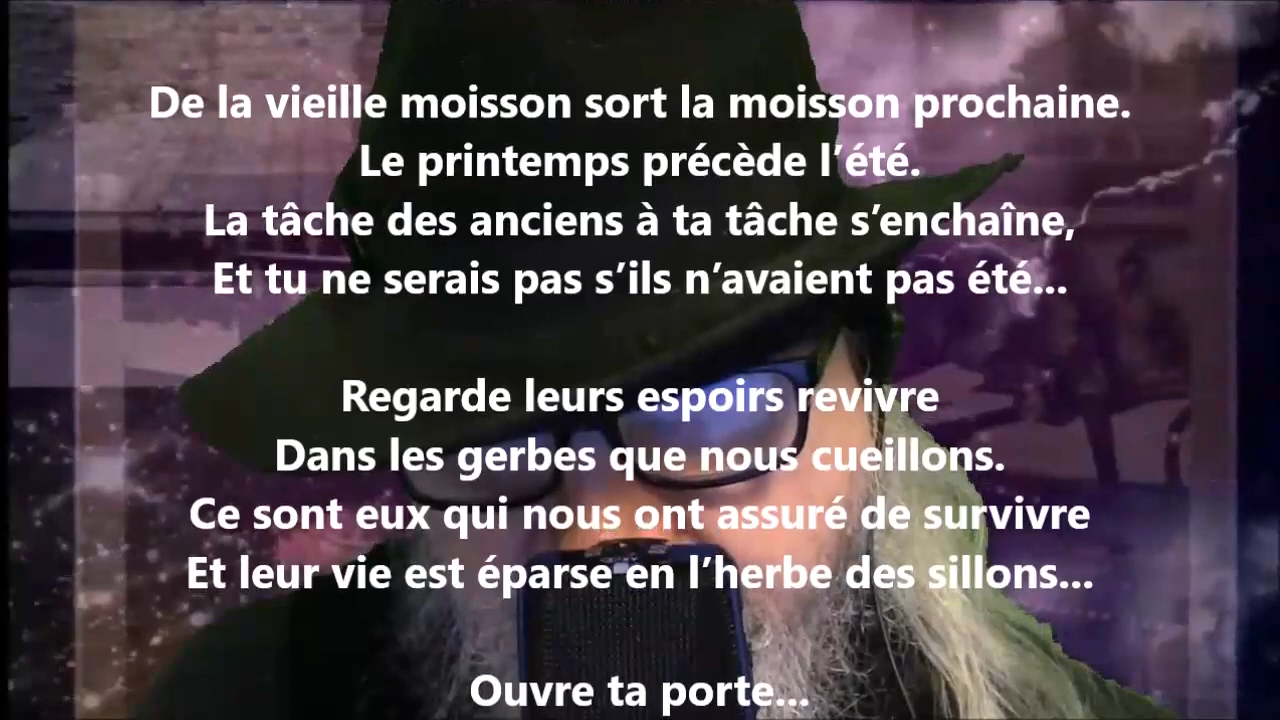 De la vieille moisson sort la moisson prochaine.
Le printemps précède l’été.
La tâche des anciens à ta tâche s’enchaîne,
Et tu ne serais pas s’ils n’avaient pas été...
Regarde leurs espoirs revivre
Dans les gerbes que nous cueillons.
Ce sont eux qui nous ont assuré de survivre
Et leur vie est éparse en l’herbe des sillons...
Ouvre ta porte...